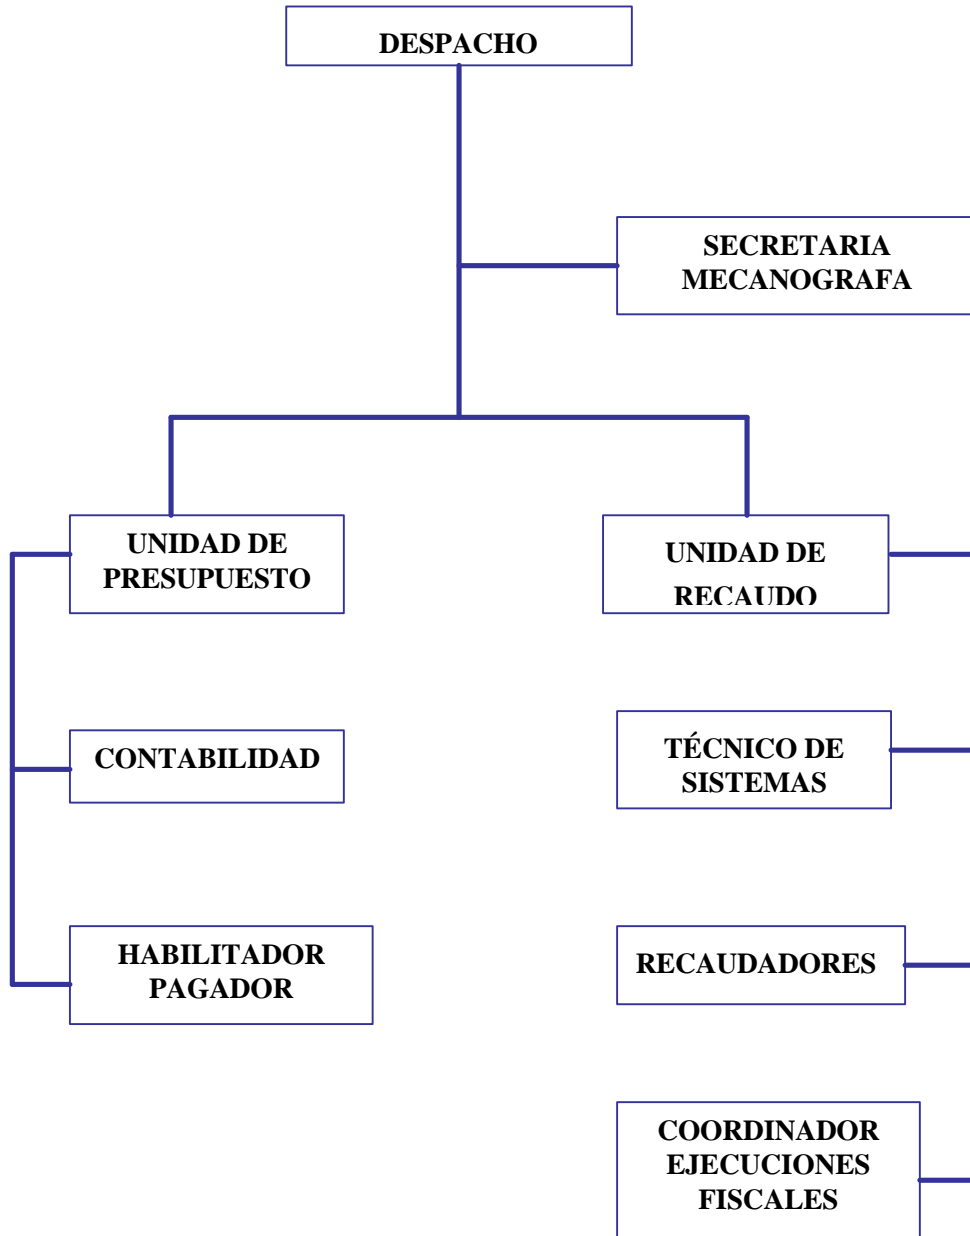 DESPACHO
SECRETARIA
MECANOGRAFA
UNIDAD DE
PRESUPUESTO
UNIDAD DE
RECAUDO
CONTABILIDAD
TÉCNICO DE
SISTEMAS
HABILITADOR
PAGADOR
RECAUDADORES
COORDINADOR
EJECUCIONES
FISCALES